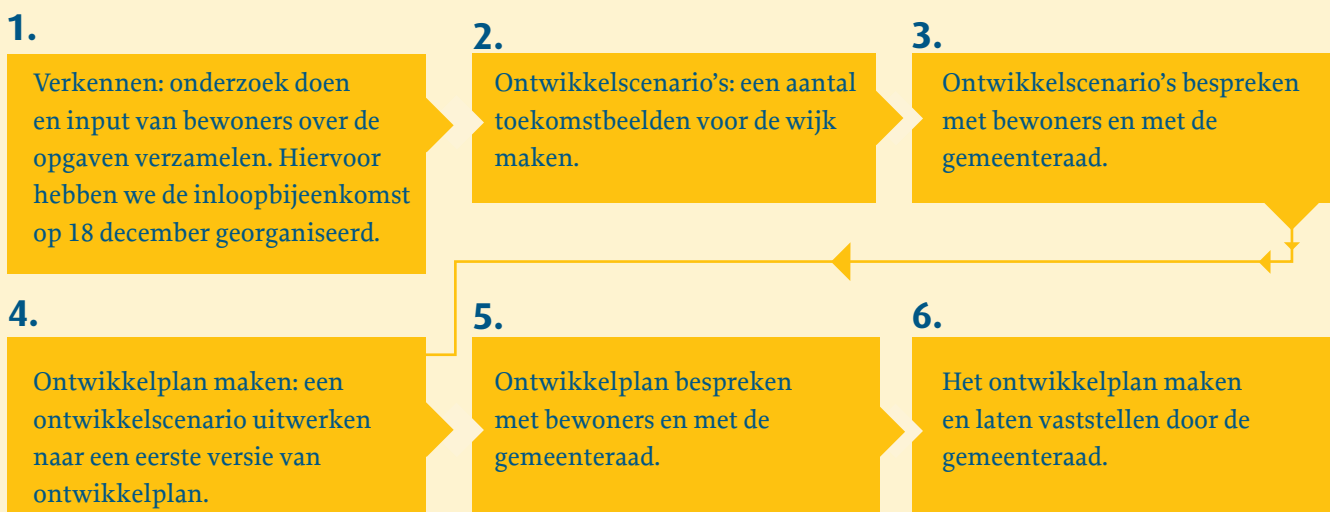 1.
Verkennen: onderzoek doen
en input van bewoners over de
opgaven verzamelen. Hiervoor
hebben we de inloopbijeenkomst
op 18 december georganiseerd.
2.
Ontwikkelscenario’s: een aantal
toekomstbeelden voor de wijk
maken.
3.
Ontwikkelscenario’s bespreken
met bewoners en met de
gemeenteraad.
4.
Ontwikkelplan maken: een
ontwikkelscenario uitwerken
naar een eerste versie van
ontwikkelplan.
5.
Ontwikkelplan bespreken
met bewoners en met de
gemeenteraad.
6.
Het ontwikkelplan maken
en laten vaststellen door de
gemeenteraad.